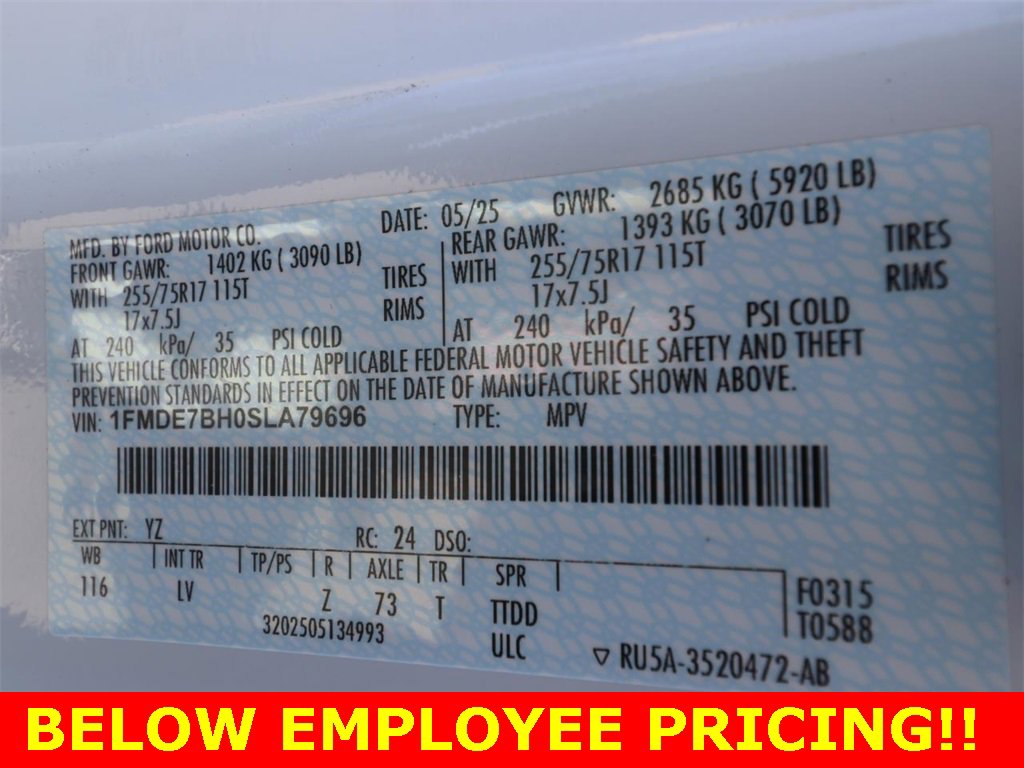 MFD. BY FORD MOTOR CO. DATE: 05/25 GVWR: 2685 KG ( 5920 LB)
FRONT GAWR: 1402 KG ( 3090 LB) REAR GAWR: 1393 KG ( 3070 LB)
WITH 255/75R17 115T TIRES WITH 255/75R17 115T TIRES
17x7.5J RIMS 17x7.5J RIMS
AT 240 kPa/ 35 PSI COLD AT 240 kPa/ 35 PSI COLD
THIS VEHICLE CONFORMS TO ALL APPLICABLE FEDERAL MOTOR VEHICLE SAFETY AND THEFT
PREVENTION STANDARDS IN EFFECT ON THE DATE OF MANUFACTURE SHOWN ABOVE.
VIN: 1FMDE7BH0SLA79696 TYPE: MPV
EXT PNT: YZ RC: 24 DSO:
WB INT TR TP/PS R AXLE TR SPR
116 LV Z 73 T TTDD F0315
3202505134993 ULC T0588
RU5A-3520472-AB
BELOW EMPLOYEE PRICING!!